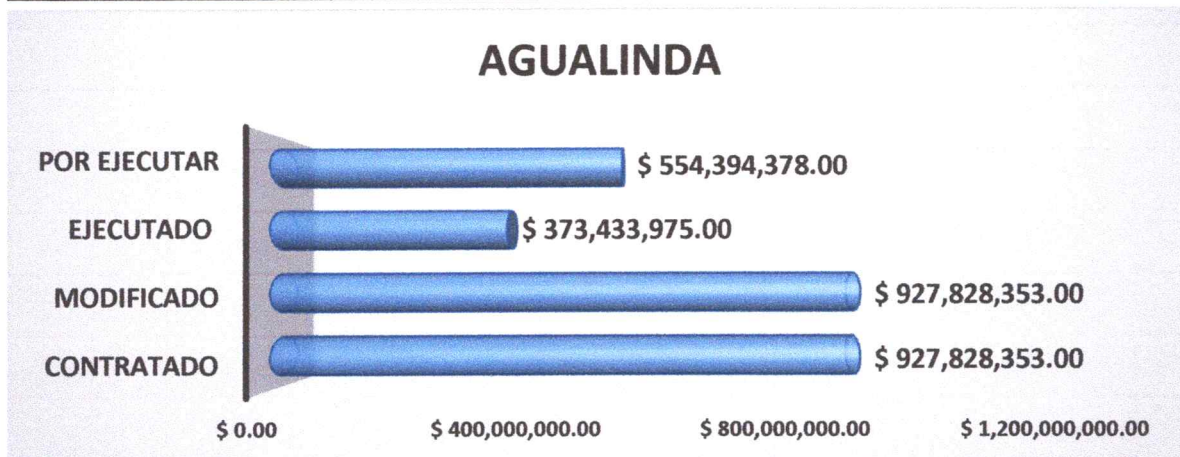 AGUALINDA
POR EJECUTAR $ 554,394,378.00
EJECUTADO $ 373,433,975.00
MODIFICADO $ 927,828,353.00
CONTRATADO $ 927,828,353.00
$ 0.00 $ 400,000,000.00 $ 800,000,000.00 $ 1,200,000,000.00